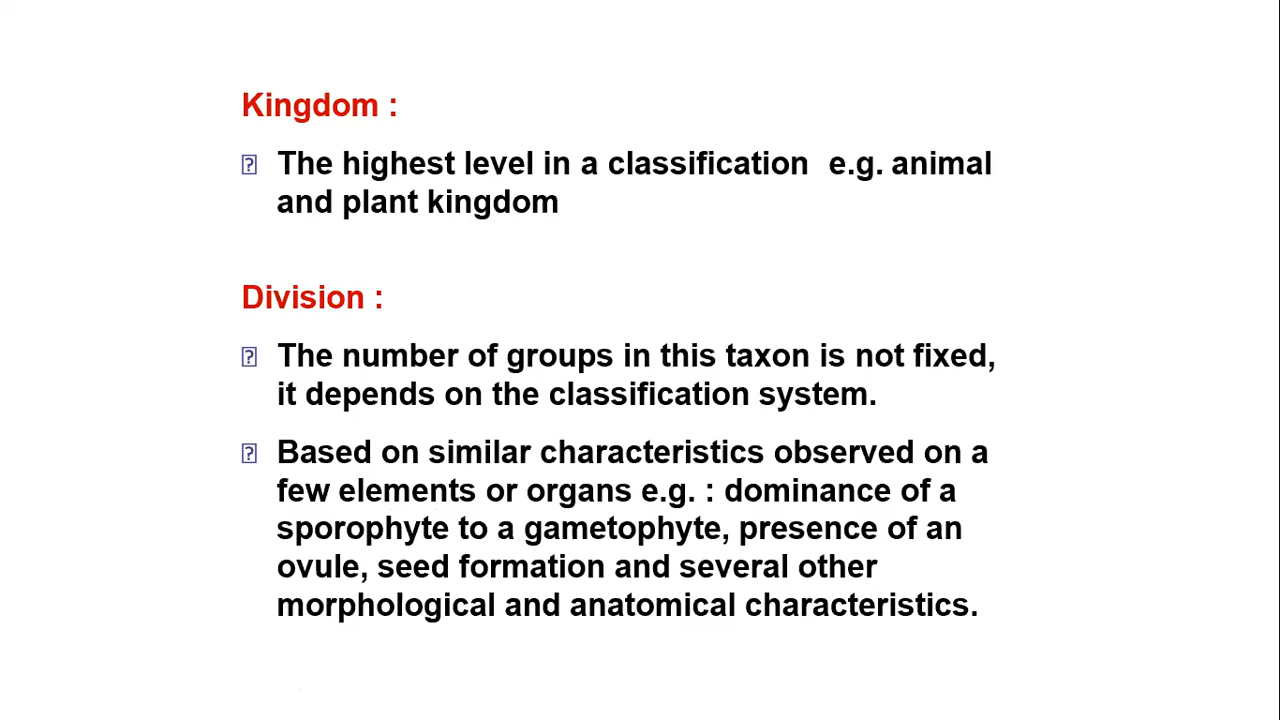 Kingdom :
The highest level in a classification e.g. animal
and plant kingdom
Division :
The number of groups in this taxon is not fixed,
it depends on the classification system.
Based on similar characteristics observed on a
few elements or organs e.g. : dominance of a
sporophyte to a gametophyte, presence of an
ovule, seed formation and several other
morphological and anatomical characteristics.